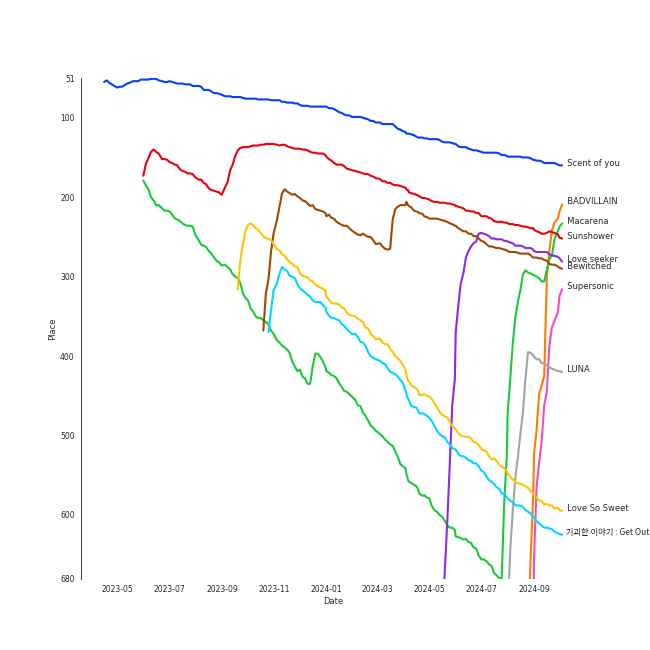 51
100
200
300
400
500
600
680
Place
2023-05 2023-07 2023-09 2023-11 2024-01 2024-03 2024-05 2024-07 2024-09
Date
Scent of you
BADVILLAIN
Macarena
Sunshower
Love seeker
Bewitched
Supersonic
LUNA
Love So Sweet
기괴한 이야기 : Get Out